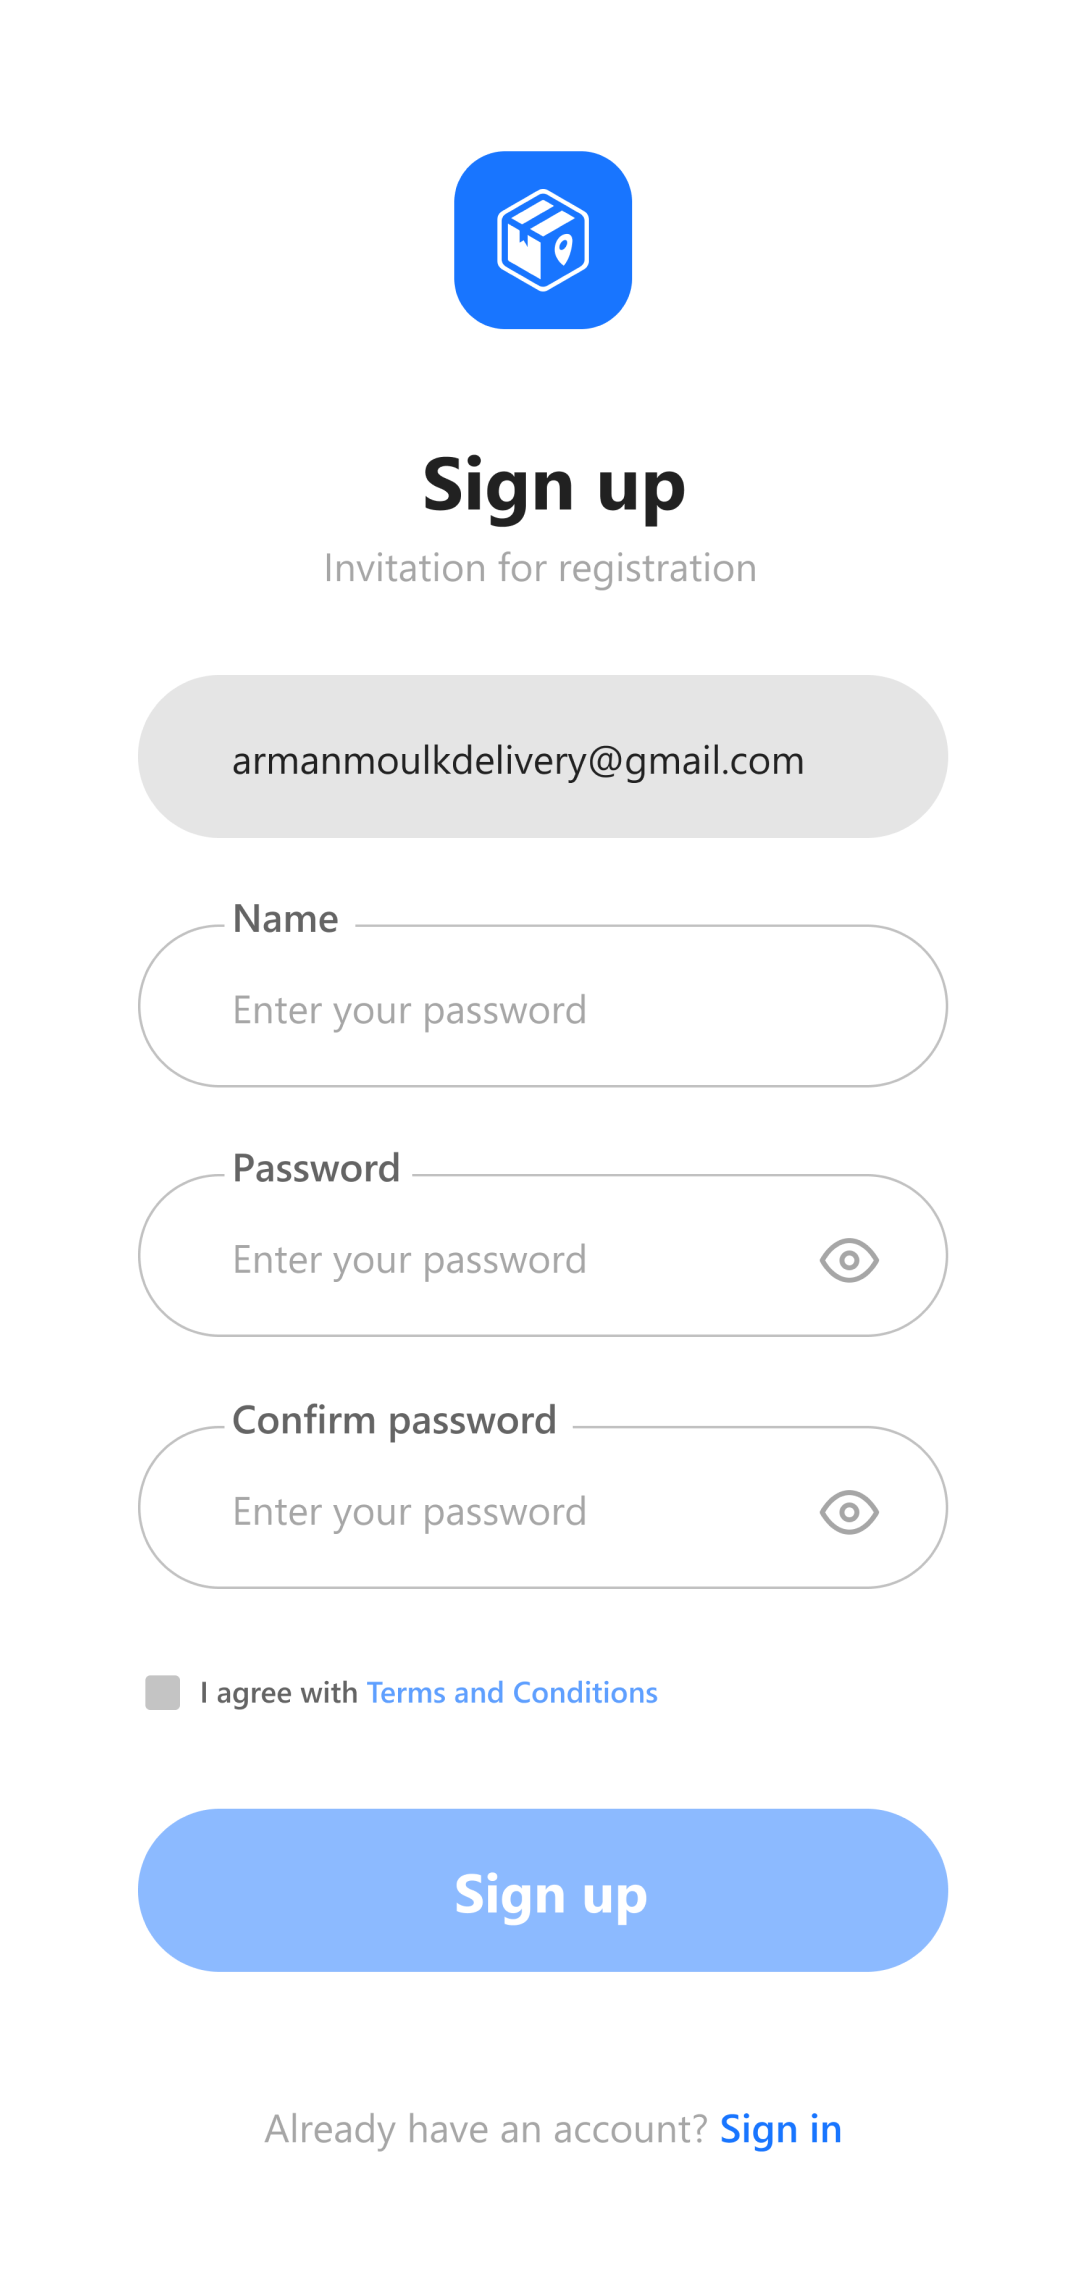 Sign up
Invitation for registration
armanmoulkdelivery@gmail.com
Name
Enter your password
Password
Enter your password
Confirm password
Enter your password
I agree with Terms and Conditions
Sign up
Already have an account? Sign in